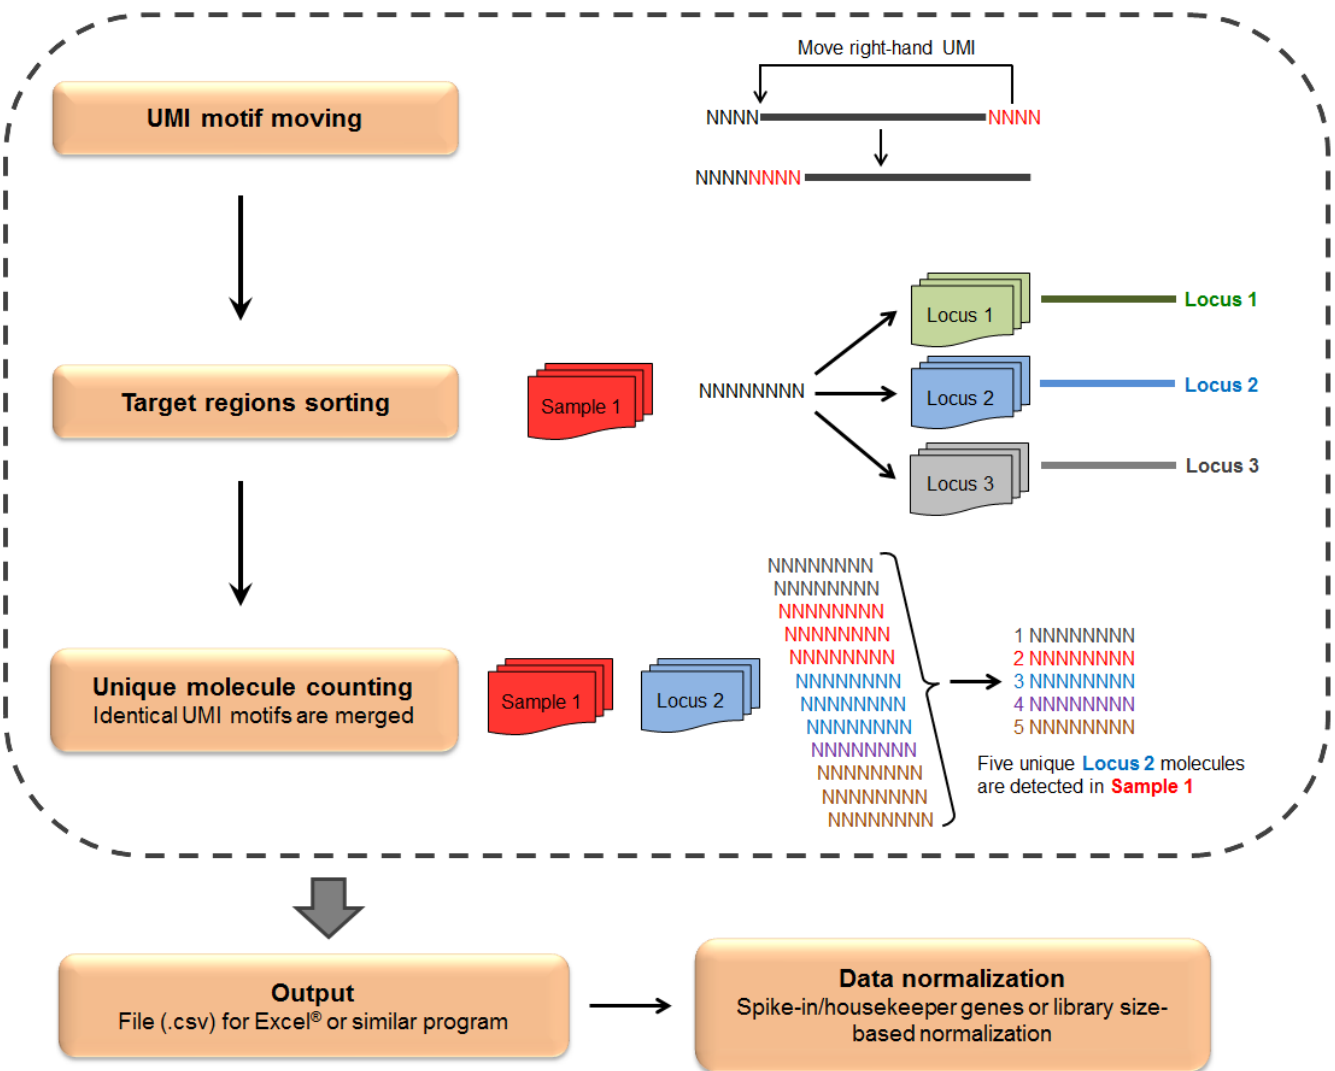 Move right-hand UMI
UMI motif moving
NNNN NNNN
NNNNNNNN
Locus 1 Locus 1
Target regions sorting
Sample 1
NNNNNNNN
Locus 2 Locus 2
Locus 3 Locus 3
Unique molecule counting
Identical UMI motifs are merged
Sample 1
Locus 2
NNNNNNNN
NNNNNNNN
NNNNNNNN
NNNNNNNN
NNNNNNNN
NNNNNNNN
NNNNNNNN
NNNNNNNN
NNNNNNNN
NNNNNNNN
NNNNNNNN
NNNNNNNN
1 NNNNNNNN
2 NNNNNNNN
3 NNNNNNNN
4 NNNNNNNN
5 NNNNNNNN
Five unique Locus 2 molecules
are detected in Sample 1
Output
File (.csv) for Excel® or similar program
Data normalization
Spike-in/housekeeper genes or library size-
based normalization